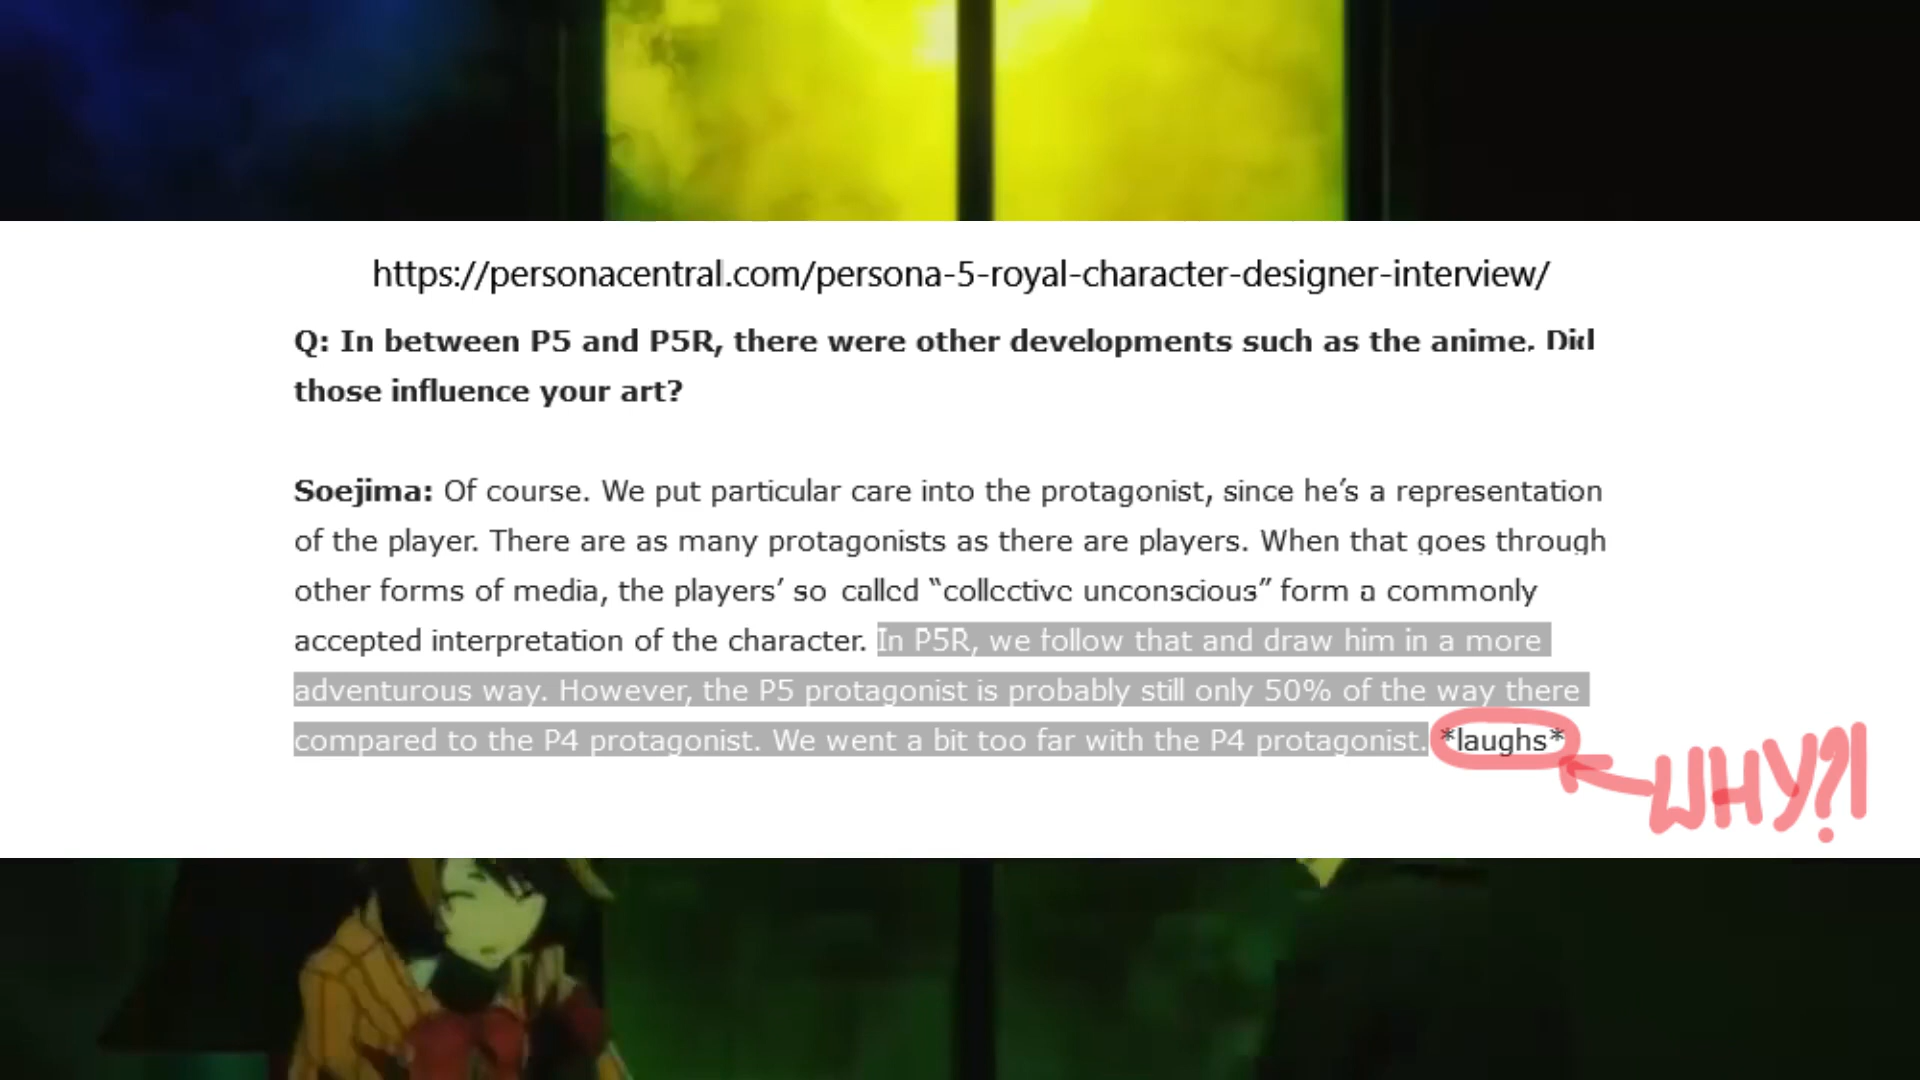 https://personacentral.com/persona-5-royal-character-designer-interview/
Q: In between P5 and P5R, there were other developments such as the anime. Did
those influence your art?
Soejima: Of course. We put particular care into the protagonist, since he’s a representation
of the player. There are as many protagonists as there are players. When that goes through
other forms of media, the players’ so called “collective unconscious” form a commonly
accepted interpretation of the character. In P5R, we follow that and draw him in a more
adventurous way. However, the P5 protagonist is probably still only 50% of the way there
compared to the P4 protagonist. We went a bit too far with the P4 protagonist. *laughs*
WHY?!